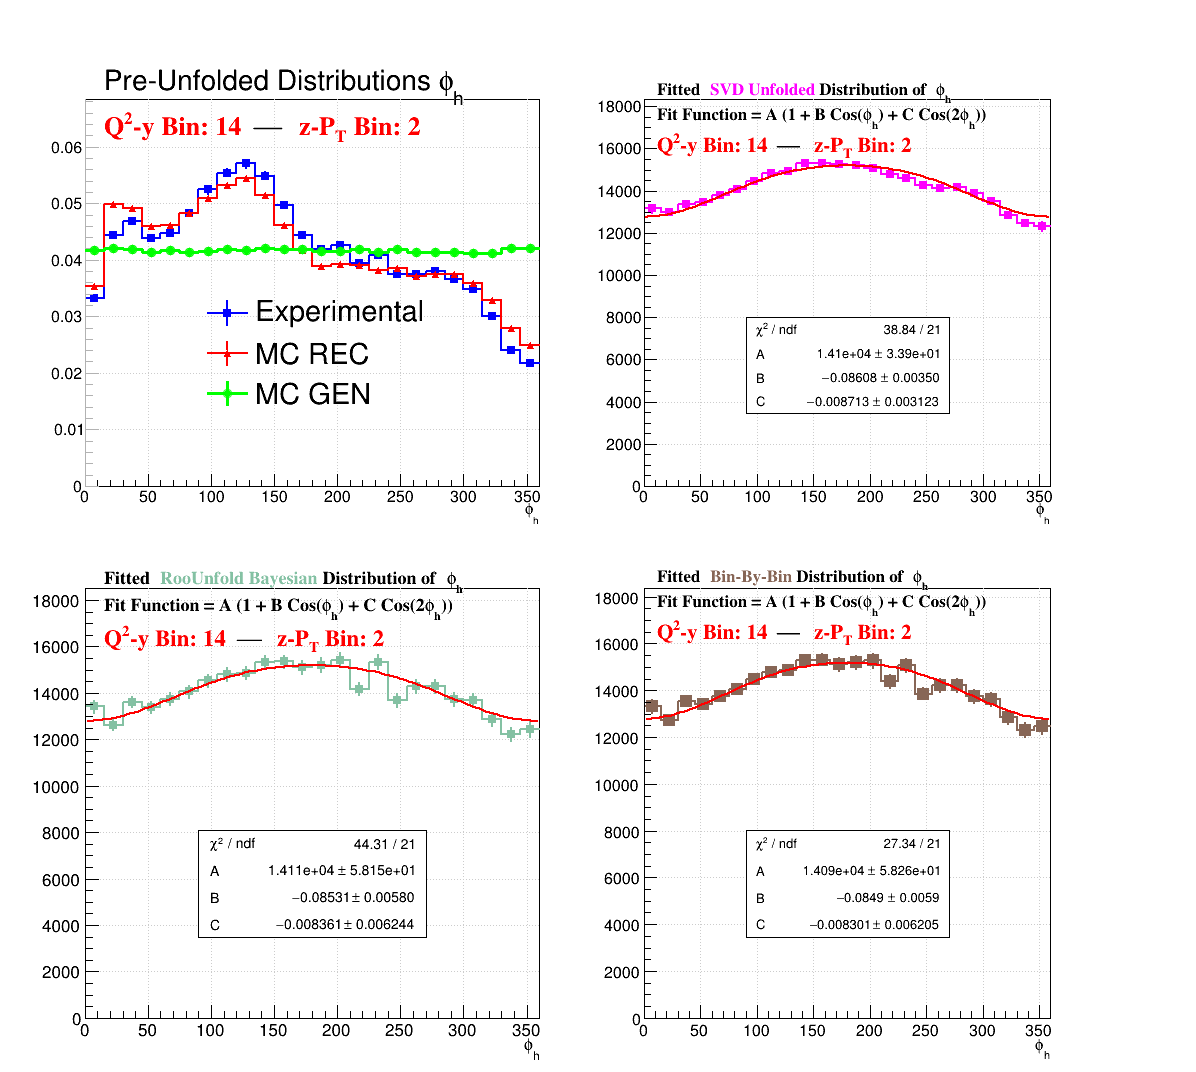 Pre-Unfolded Distributions ϕh
Q²-y Bin: 14 — z-PT Bin: 2
0.06
0.05
0.04
0.03
0.02
0.01
0
Experimental
MC REC
MC GEN
0 50 100 150 200 250 300 350
ϕh
Fitted SVD Unfolded Distribution of ϕh
Fit Function = A (1 + B Cos(ϕh) + C Cos(2ϕh))
Q²-y Bin: 14 — z-PT Bin: 2
18000
16000
14000
12000
10000
8000
6000
4000
2000
0
χ² / ndf 38.84 / 21
A 1.41e+04 ± 3.39e+01
B −0.08608 ± 0.00350
C −0.008713 ± 0.003123
0 50 100 150 200 250 300 350
ϕh
Fitted RooUnfold Bayesian Distribution of ϕh
Fit Function = A (1 + B Cos(ϕh) + C Cos(2ϕh))
Q²-y Bin: 14 — z-PT Bin: 2
18000
16000
14000
12000
10000
8000
6000
4000
2000
0
χ² / ndf 44.31 / 21
A 1.411e+04 ± 5.815e+01
B −0.08531 ± 0.00580
C −0.008361 ± 0.006244
0 50 100 150 200 250 300 350
ϕh
Fitted Bin-By-Bin Distribution of ϕh
Fit Function = A (1 + B Cos(ϕh) + C Cos(2ϕh))
Q²-y Bin: 14 — z-PT Bin: 2
18000
16000
14000
12000
10000
8000
6000
4000
2000
0
χ² / ndf 27.34 / 21
A 1.409e+04 ± 5.826e+01
B −0.0849 ± 0.0059
C −0.008301 ± 0.006205
0 50 100 150 200 250 300 350
ϕh